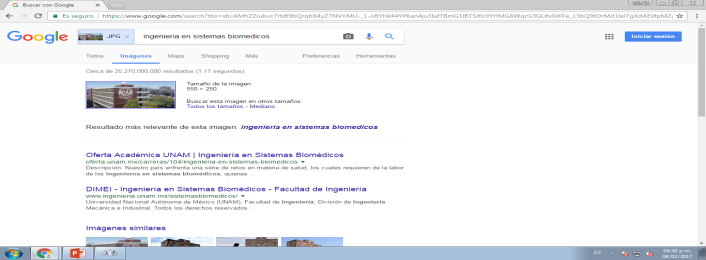 Buscar con Google
Es seguro | https://www.google.com/search?tbs=sbi:
Google
JPG × ingenieria en sistemas biomedicos
Iniciar sesión
Todos Imágenes Maps Shopping Más Preferencias Herramientas
Cerca de 25,270,000,000 resultados (1.17 segundos)
Tamaño de la imagen:
550 × 250
Buscar esta imagen en otros tamaños:
Todos los tamaños - Mediano
Resultado más relevante de esta imagen: ingenieria en sistemas biomedicos
Oferta Académica UNAM | Ingeniería en Sistemas Biomédicos
oferta.unam.mx/carreras/104/ingenieria-en-sistemas-biomedicos
Descripción: Nuestro país enfrenta una serie de retos en materia de salud, los cuales requieren de la labor
de los Ingenieros en sistemas biomédicos, quienes ...
DIMEI - Ingeniería en Sistemas Biomédicos - Facultad de Ingeniería
www.ingenieria.unam.mx/sistemasbiomedicos/
Universidad Nacional Autónoma de México (UNAM), Facultad de Ingeniería, División de Ingeniería
Mecánica e Industrial. Todos los derechos reservados ...
Imágenes similares
ES
04:30 p.m.
08/02/2017